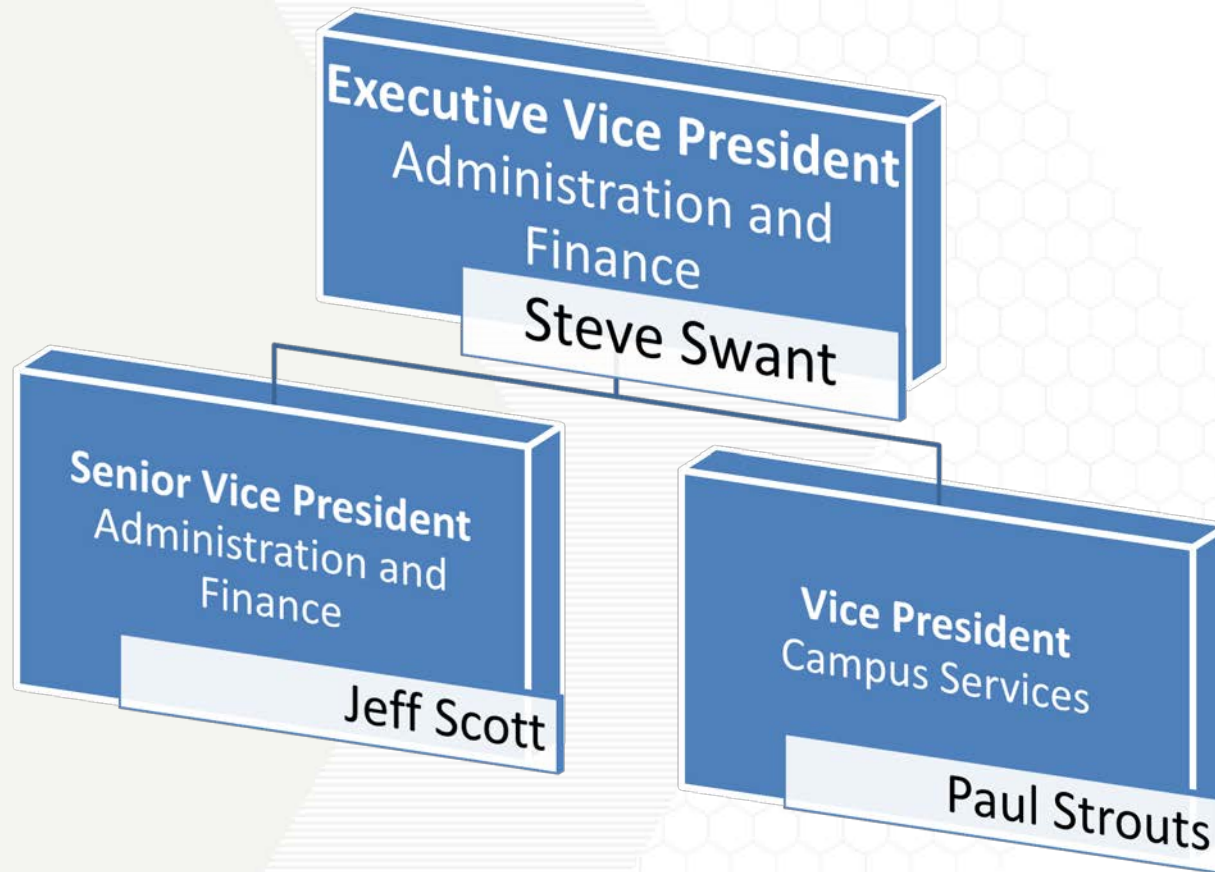 Executive Vice President
Administration and
Finance
Steve Swant
Senior Vice President
Administration and
Finance
Jeff Scott
Vice President
Campus Services
Paul Strouts